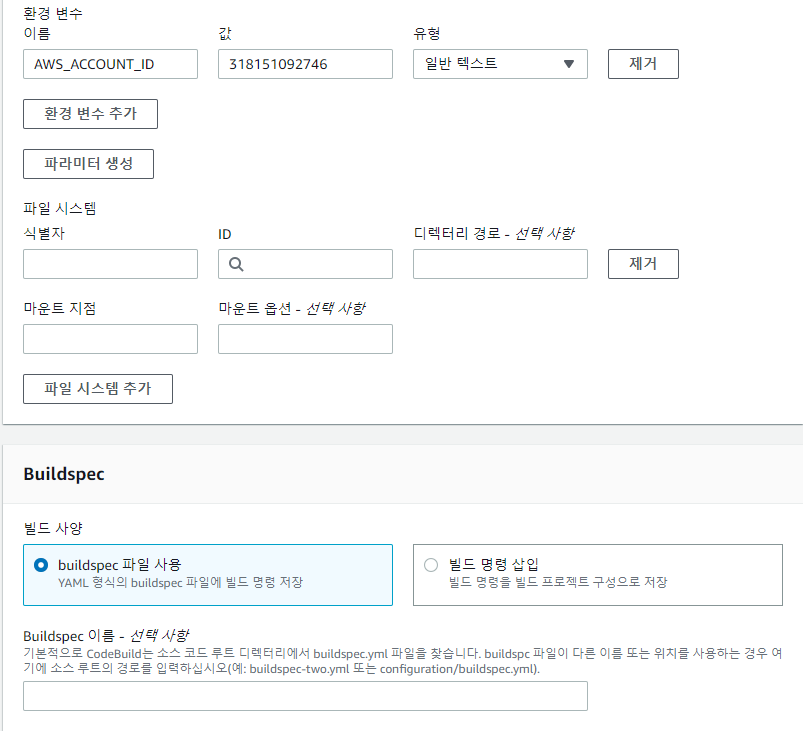 환경 변수
이름 값 유형
AWS_ACCOUNT_ID 318151092746 일반 텍스트 제거
환경 변수 추가
파라미터 생성
파일 시스템
식별자 ID 디렉터리 경로 - 선택 사항
제거
마운트 지점 마운트 옵션 - 선택 사항
파일 시스템 추가
Buildspec
빌드 사양
buildspec 파일 사용 빌드 명령 삽입
YAML 형식의 buildspec 파일에 빌드 명령 저장 빌드 명령을 빌드 프로젝트 구성으로 저장
Buildspec 이름 - 선택 사항
기본적으로 CodeBuild는 소스 코드 루트 디렉터리에서 buildspec.yml 파일을 찾습니다. buildspc 파일이 다른 이름 또는 위치를 사용하는 경우 여
기에 소스 루트의 경로를 입력하십시오(예: buildspec-two.yml 또는 configuration/buildspec.yml).